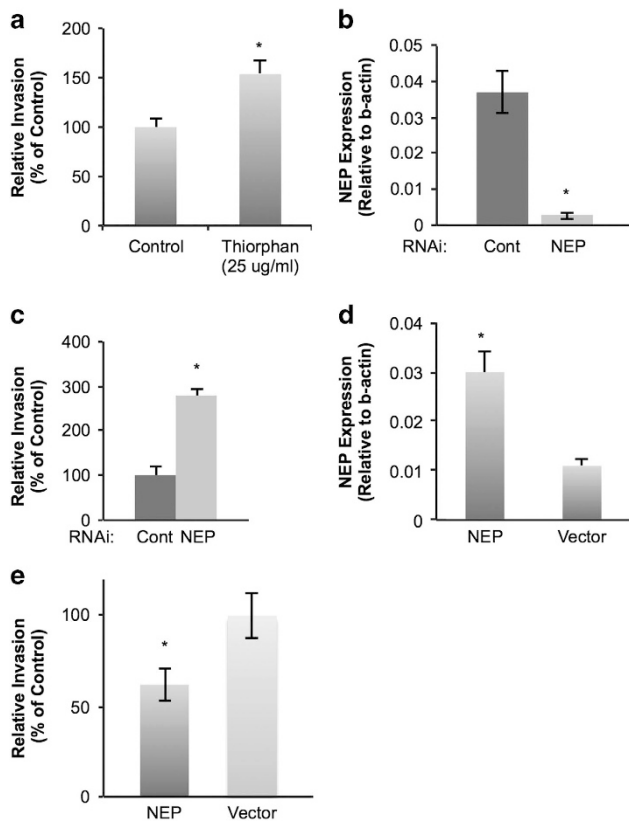 a
Relative Invasion
(% of Control)
200
150
100
50
0
*
Control
Thiorphan
(25 ug/ml)
b
NEP Expression
(Relative to b-actin)
0.05
0.04
0.03
0.02
0.01
0
*
RNAi: Cont NEP
c
Relative Invasion
(% of Control)
400
300
200
100
0
*
RNAi: Cont NEP
d
NEP Expression
(Relative to b-actin)
0.04
0.03
0.02
0.01
0
*
NEP Vector
e
Relative Invasion
(% of Control)
100
50
0
*
NEP Vector